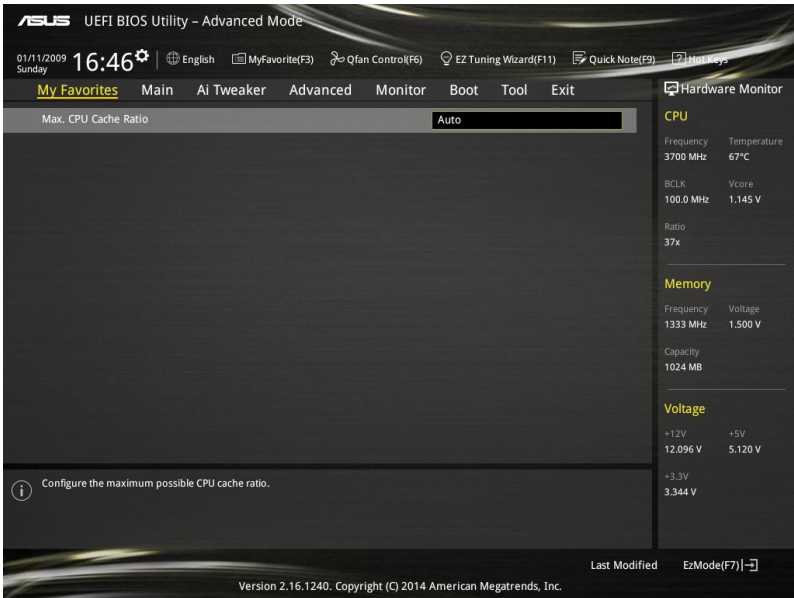 ASUS UEFI BIOS Utility – Advanced Mode
01/11/2009 Sunday 16:46 English MyFavorite(F3) Qfan Control(F6) EZ Tuning Wizard(F11) Quick Note(F9) ? Hot Keys
My Favorites Main Ai Tweaker Advanced Monitor Boot Tool Exit
Max. CPU Cache Ratio Auto
i Configure the maximum possible CPU cache ratio.
Hardware Monitor
CPU
Frequency Temperature
3700 MHz 67°C
BCLK Vcore
100.0 MHz 1.145 V
Ratio
37x
Memory
Frequency Voltage
1333 MHz 1.500 V
Capacity
1024 MB
Voltage
+12V +5V
12.096 V 5.120 V
+3.3V
3.344 V
Last Modified EzMode(F7)
Version 2.16.1240. Copyright (C) 2014 American Megatrends, Inc.